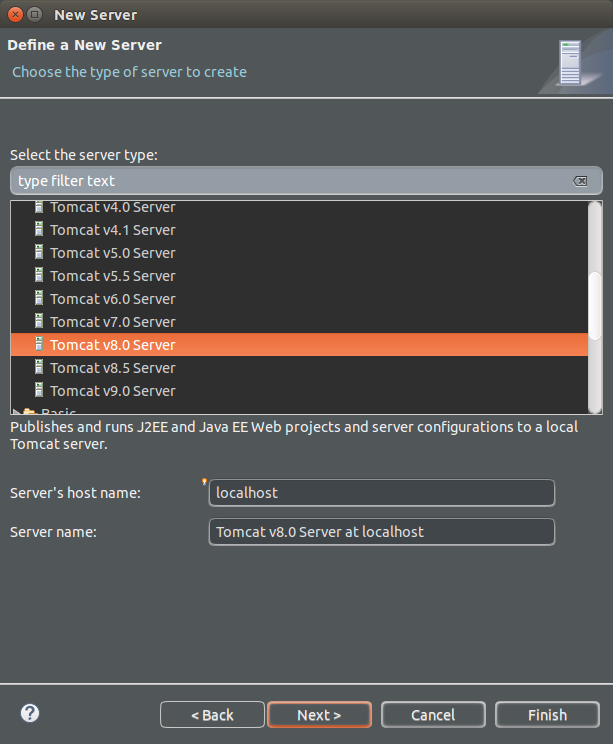 New Server
Define a New Server
Choose the type of server to create
Select the server type:
type filter text
Tomcat v4.0 Server
Tomcat v4.1 Server
Tomcat v5.0 Server
Tomcat v5.5 Server
Tomcat v6.0 Server
Tomcat v7.0 Server
Tomcat v8.0 Server
Tomcat v8.5 Server
Tomcat v9.0 Server
Basic
Publishes and runs J2EE and Java EE Web projects and server configurations to a local
Tomcat server.
Server's host name: localhost
Server name: Tomcat v8.0 Server at localhost
? < Back Next > Cancel Finish